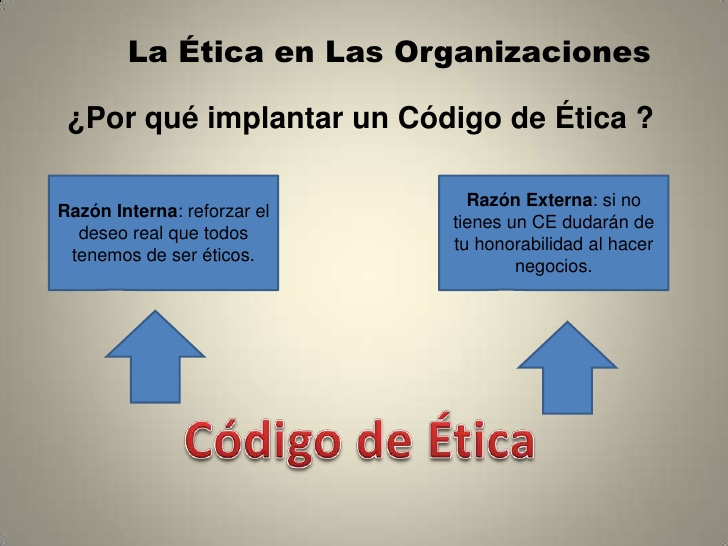 La Ética en Las Organizaciones
¿Por qué implantar un Código de Ética ?
Razón Interna: reforzar el
deseo real que todos
tenemos de ser éticos.
Razón Externa: si no
tienes un CE dudarán de
tu honorabilidad al hacer
negocios.
Código de Ética